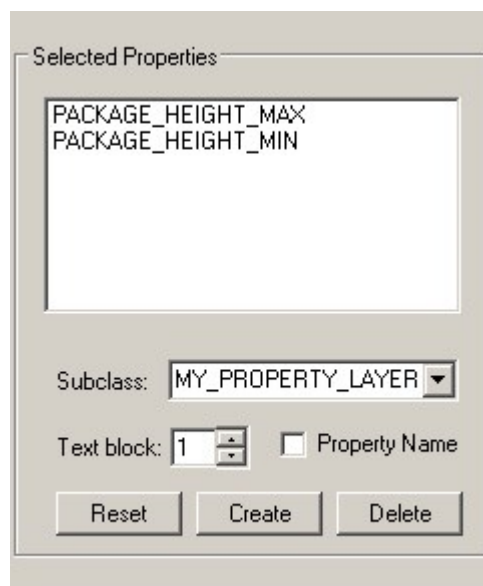 Selected Properties
PACKAGE_HEIGHT_MAX
PACKAGE_HEIGHT_MIN
Subclass: MY_PROPERTY_LAYER
Text block: 1 Property Name
Reset Create Delete